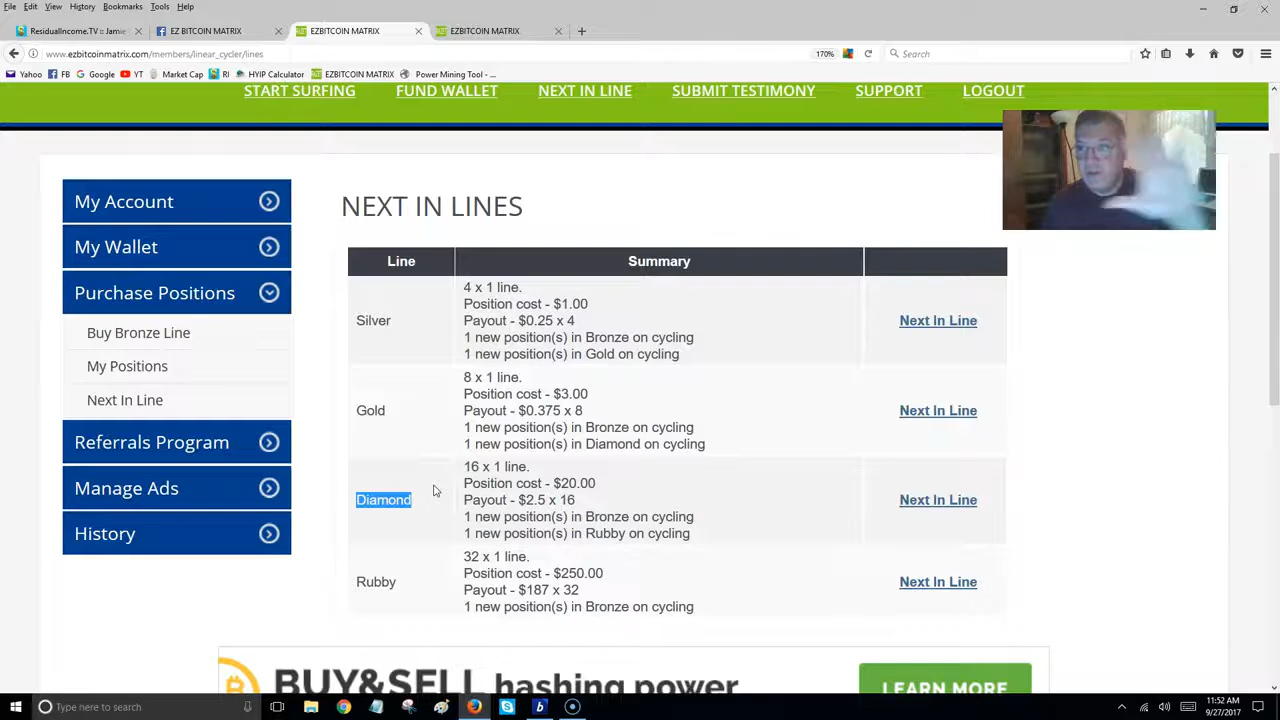 File Edit View History Bookmarks Tools Help
ResidualIncome.TV :: Jamie
EZ BITCOIN MATRIX
EZBITCOIN MATRIX
EZBITCOIN MATRIX
www.ezbitcoinmatrix.com/members/linear_cycler/lines
170%
Search
Yahoo FB Google YT Market Cap RI HYIP Calculator EZBITCOIN MATRIX Power Mining Tool - ...
START SURFING FUND WALLET NEXT IN LINE SUBMIT TESTIMONY SUPPORT LOGOUT
My Account
My Wallet
Purchase Positions
Buy Bronze Line
My Positions
Next In Line
Referrals Program
Manage Ads
History
NEXT IN LINES
Line Summary
Silver
4 x 1 line.
Position cost - $1.00
Payout - $0.25 x 4
1 new position(s) in Bronze on cycling
1 new position(s) in Gold on cycling
Next In Line
Gold
8 x 1 line.
Position cost - $3.00
Payout - $0.375 x 8
1 new position(s) in Bronze on cycling
1 new position(s) in Diamond on cycling
Next In Line
Diamond
16 x 1 line.
Position cost - $20.00
Payout - $2.5 x 16
1 new position(s) in Bronze on cycling
1 new position(s) in Rubby on cycling
Next In Line
Rubby
32 x 1 line.
Position cost - $250.00
Payout - $187 x 32
1 new position(s) in Bronze on cycling
Next In Line
BUY&SELL hashing power
LEARN MORE
Type here to search
11:52 AM
9/27/2017